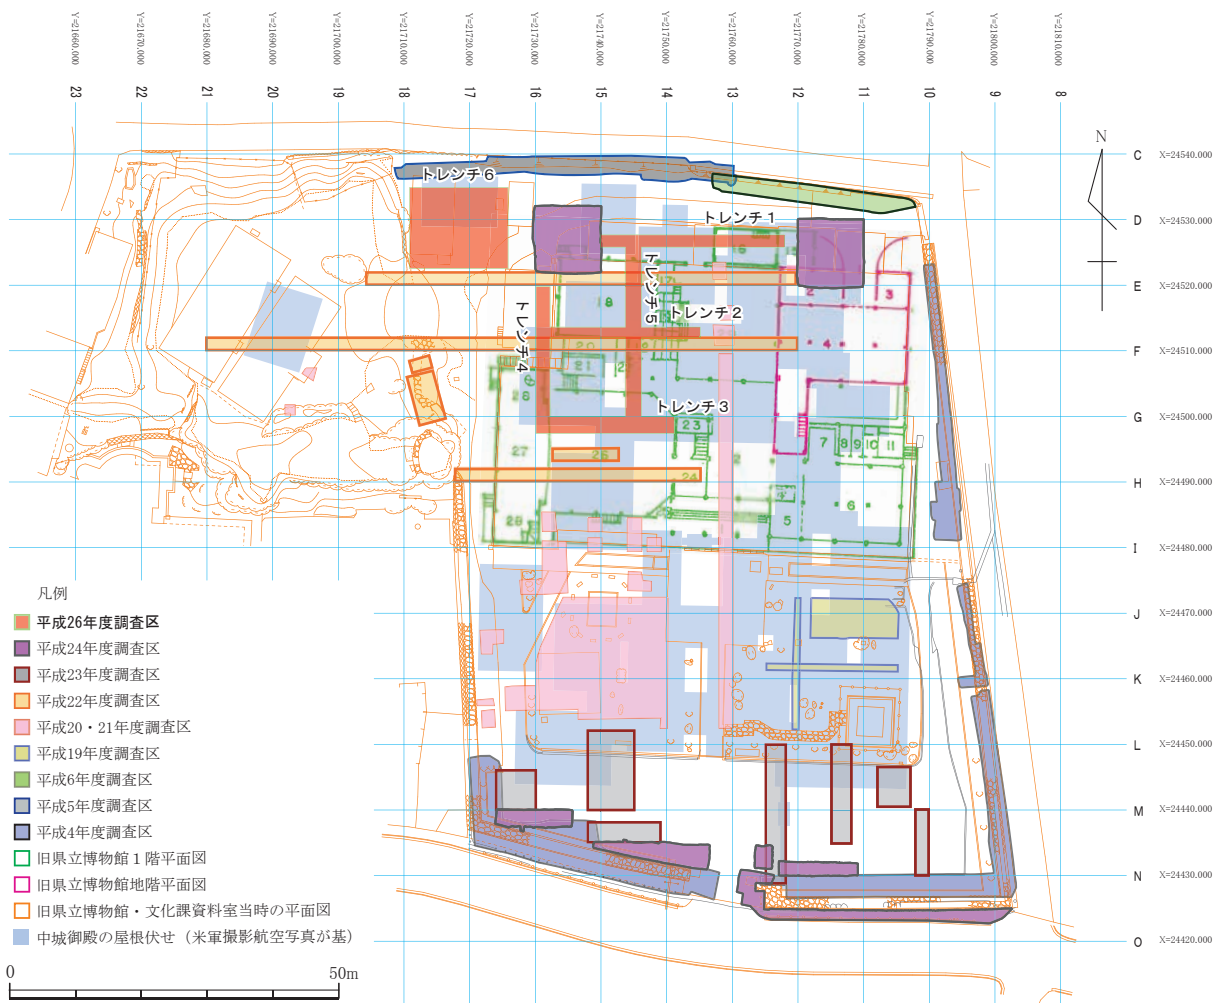 Y=21660.000
Y=21670.000
Y=21680.000
Y=21690.000
Y=21700.000
Y=21710.000
Y=21720.000
Y=21730.000
Y=21740.000
Y=21750.000
Y=21760.000
Y=21770.000
Y=21780.000
Y=21790.000
Y=21800.000
Y=21810.000
23
22
21
20
19
18
17
16
15
14
13
12
11
10
9
8
N
C X=24540.000
D X=24530.000
E X=24520.000
F X=24510.000
G X=24500.000
H X=24490.000
I X=24480.000
J X=24470.000
K X=24460.000
L X=24450.000
M X=24440.000
N X=24430.000
O X=24420.000
トレンチ6
トレンチ1
トレンチ5
トレンチ2
トレンチ4
トレンチ3
16
18
2
3
4
20
21
26
23
7
8
9
10
11
27
26
2
24
5
6
28
凡例
平成26年度調査区
平成24年度調査区
平成23年度調査区
平成22年度調査区
平成20・21年度調査区
平成19年度調査区
平成6年度調査区
平成5年度調査区
平成4年度調査区
旧県立博物館1階平面図
旧県立博物館地階平面図
旧県立博物館・文化課資料室当時の平面図
中城御殿の屋根伏せ（米軍撮影航空写真が基）
0 50m